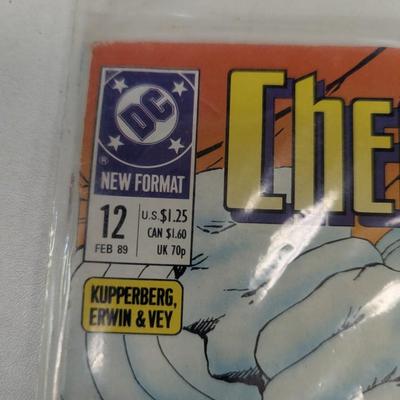 DC
®
NEW FORMAT
12
FEB 89
U.S. $1.25
CAN $1.60
UK 70p
KUPPERBERG,
ERWIN & VEY